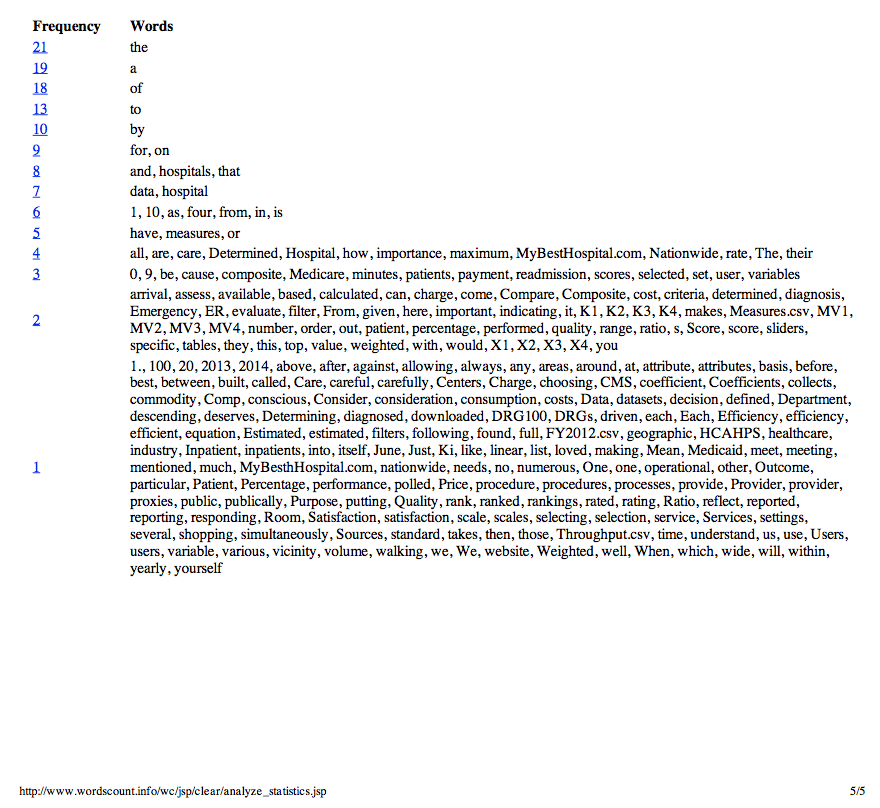 Frequency Words
21 the
19 a
18 of
13 to
10 by
9 for, on
8 and, hospitals, that
7 data, hospital
6 1, 10, as, four, from, in, is
5 have, measures, or
4 all, are, care, Determined, Hospital, how, importance, maximum, MyBestHospital.com, Nationwide, rate, The, their
3 0, 9, be, cause, composite, Medicare, minutes, patients, payment, readmission, scores, selected, set, user, variables
arrival, assess, available, based, calculated, can, charge, come, Compare, Composite, cost, criteria, determined, diagnosis,
Emergency, ER, evaluate, filter, From, given, here, important, indicating, it, K1, K2, K3, K4, makes, Measures.csv, MV1,
2 MV2, MV3, MV4, number, order, out, patient, percentage, performed, quality, range, ratio, s, Score, score, sliders,
specific, tables, they, this, top, value, weighted, with, would, X1, X2, X3, X4, you
1., 100, 20, 2013, 2014, above, after, against, allowing, always, any, areas, around, at, attribute, attributes, basis, before,
best, between, built, called, Care, careful, carefully, Centers, Charge, choosing, CMS, coefficient, Coefficients, collects,
commodity, Comp, conscious, Consider, consideration, consumption, costs, Data, datasets, decision, defined, Department,
descending, deserves, Determining, diagnosed, downloaded, DRG100, DRGs, driven, each, Each, Efficiency, efficiency,
efficient, equation, Estimated, estimated, filters, following, found, full, FY2012.csv, geographic, HCAHPS, healthcare,
industry, Inpatient, inpatients, into, itself, June, Just, Ki, like, linear, list, loved, making, Mean, Medicaid, meet, meeting,
1 mentioned, much, MyBesthHospital.com, nationwide, needs, no, numerous, One, one, operational, other, Outcome,
particular, Patient, Percentage, performance, polled, Price, procedure, procedures, processes, provide, Provider, provider,
proxies, public, publically, Purpose, putting, Quality, rank, ranked, rankings, rated, rating, Ratio, reflect, reported,
reporting, responding, Room, Satisfaction, satisfaction, scale, scales, selecting, selection, service, Services, settings,
several, shopping, simultaneously, Sources, standard, takes, then, those, Throughput.csv, time, understand, us, use, Users,
users, variable, various, vicinity, volume, walking, we, We, website, Weighted, well, When, which, wide, will, within,
yearly, yourself
http://www.wordscount.info/wc/jsp/clear/analyze_statistics.jsp 5/5